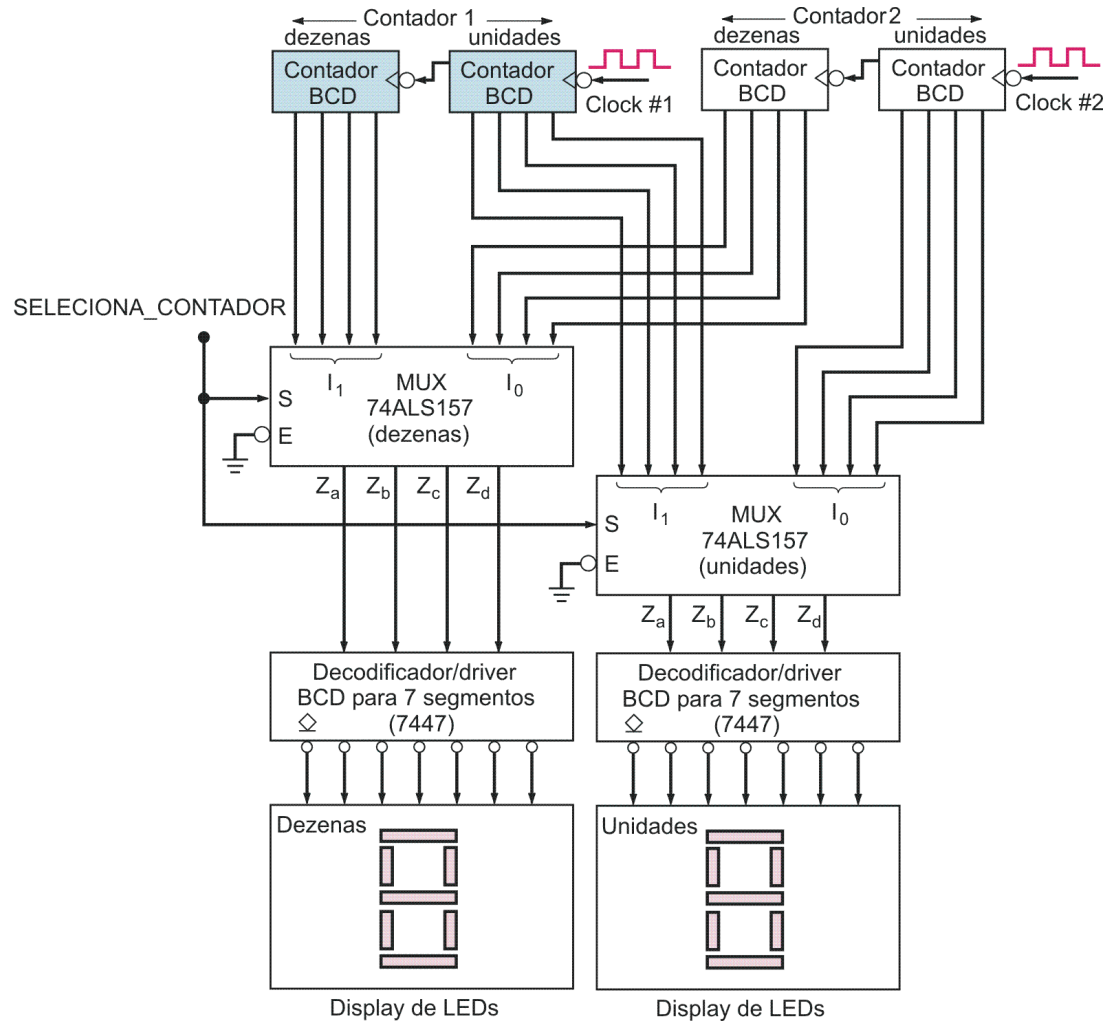 Contador 1
Contador 2
dezenas
unidades
dezenas
unidades
Contador
BCD
Contador
BCD
Contador
BCD
Contador
BCD
Clock #1
Clock #2
SELECIONA_CONTADOR
I1
I0
S
E
MUX
74ALS157
(dezenas)
Za
Zb
Zc
Zd
I1
I0
S
E
MUX
74ALS157
(unidades)
Za
Zb
Zc
Zd
Decodificador/driver
BCD para 7 segmentos
(7447)
Decodificador/driver
BCD para 7 segmentos
(7447)
Dezenas
Unidades
Display de LEDs
Display de LEDs